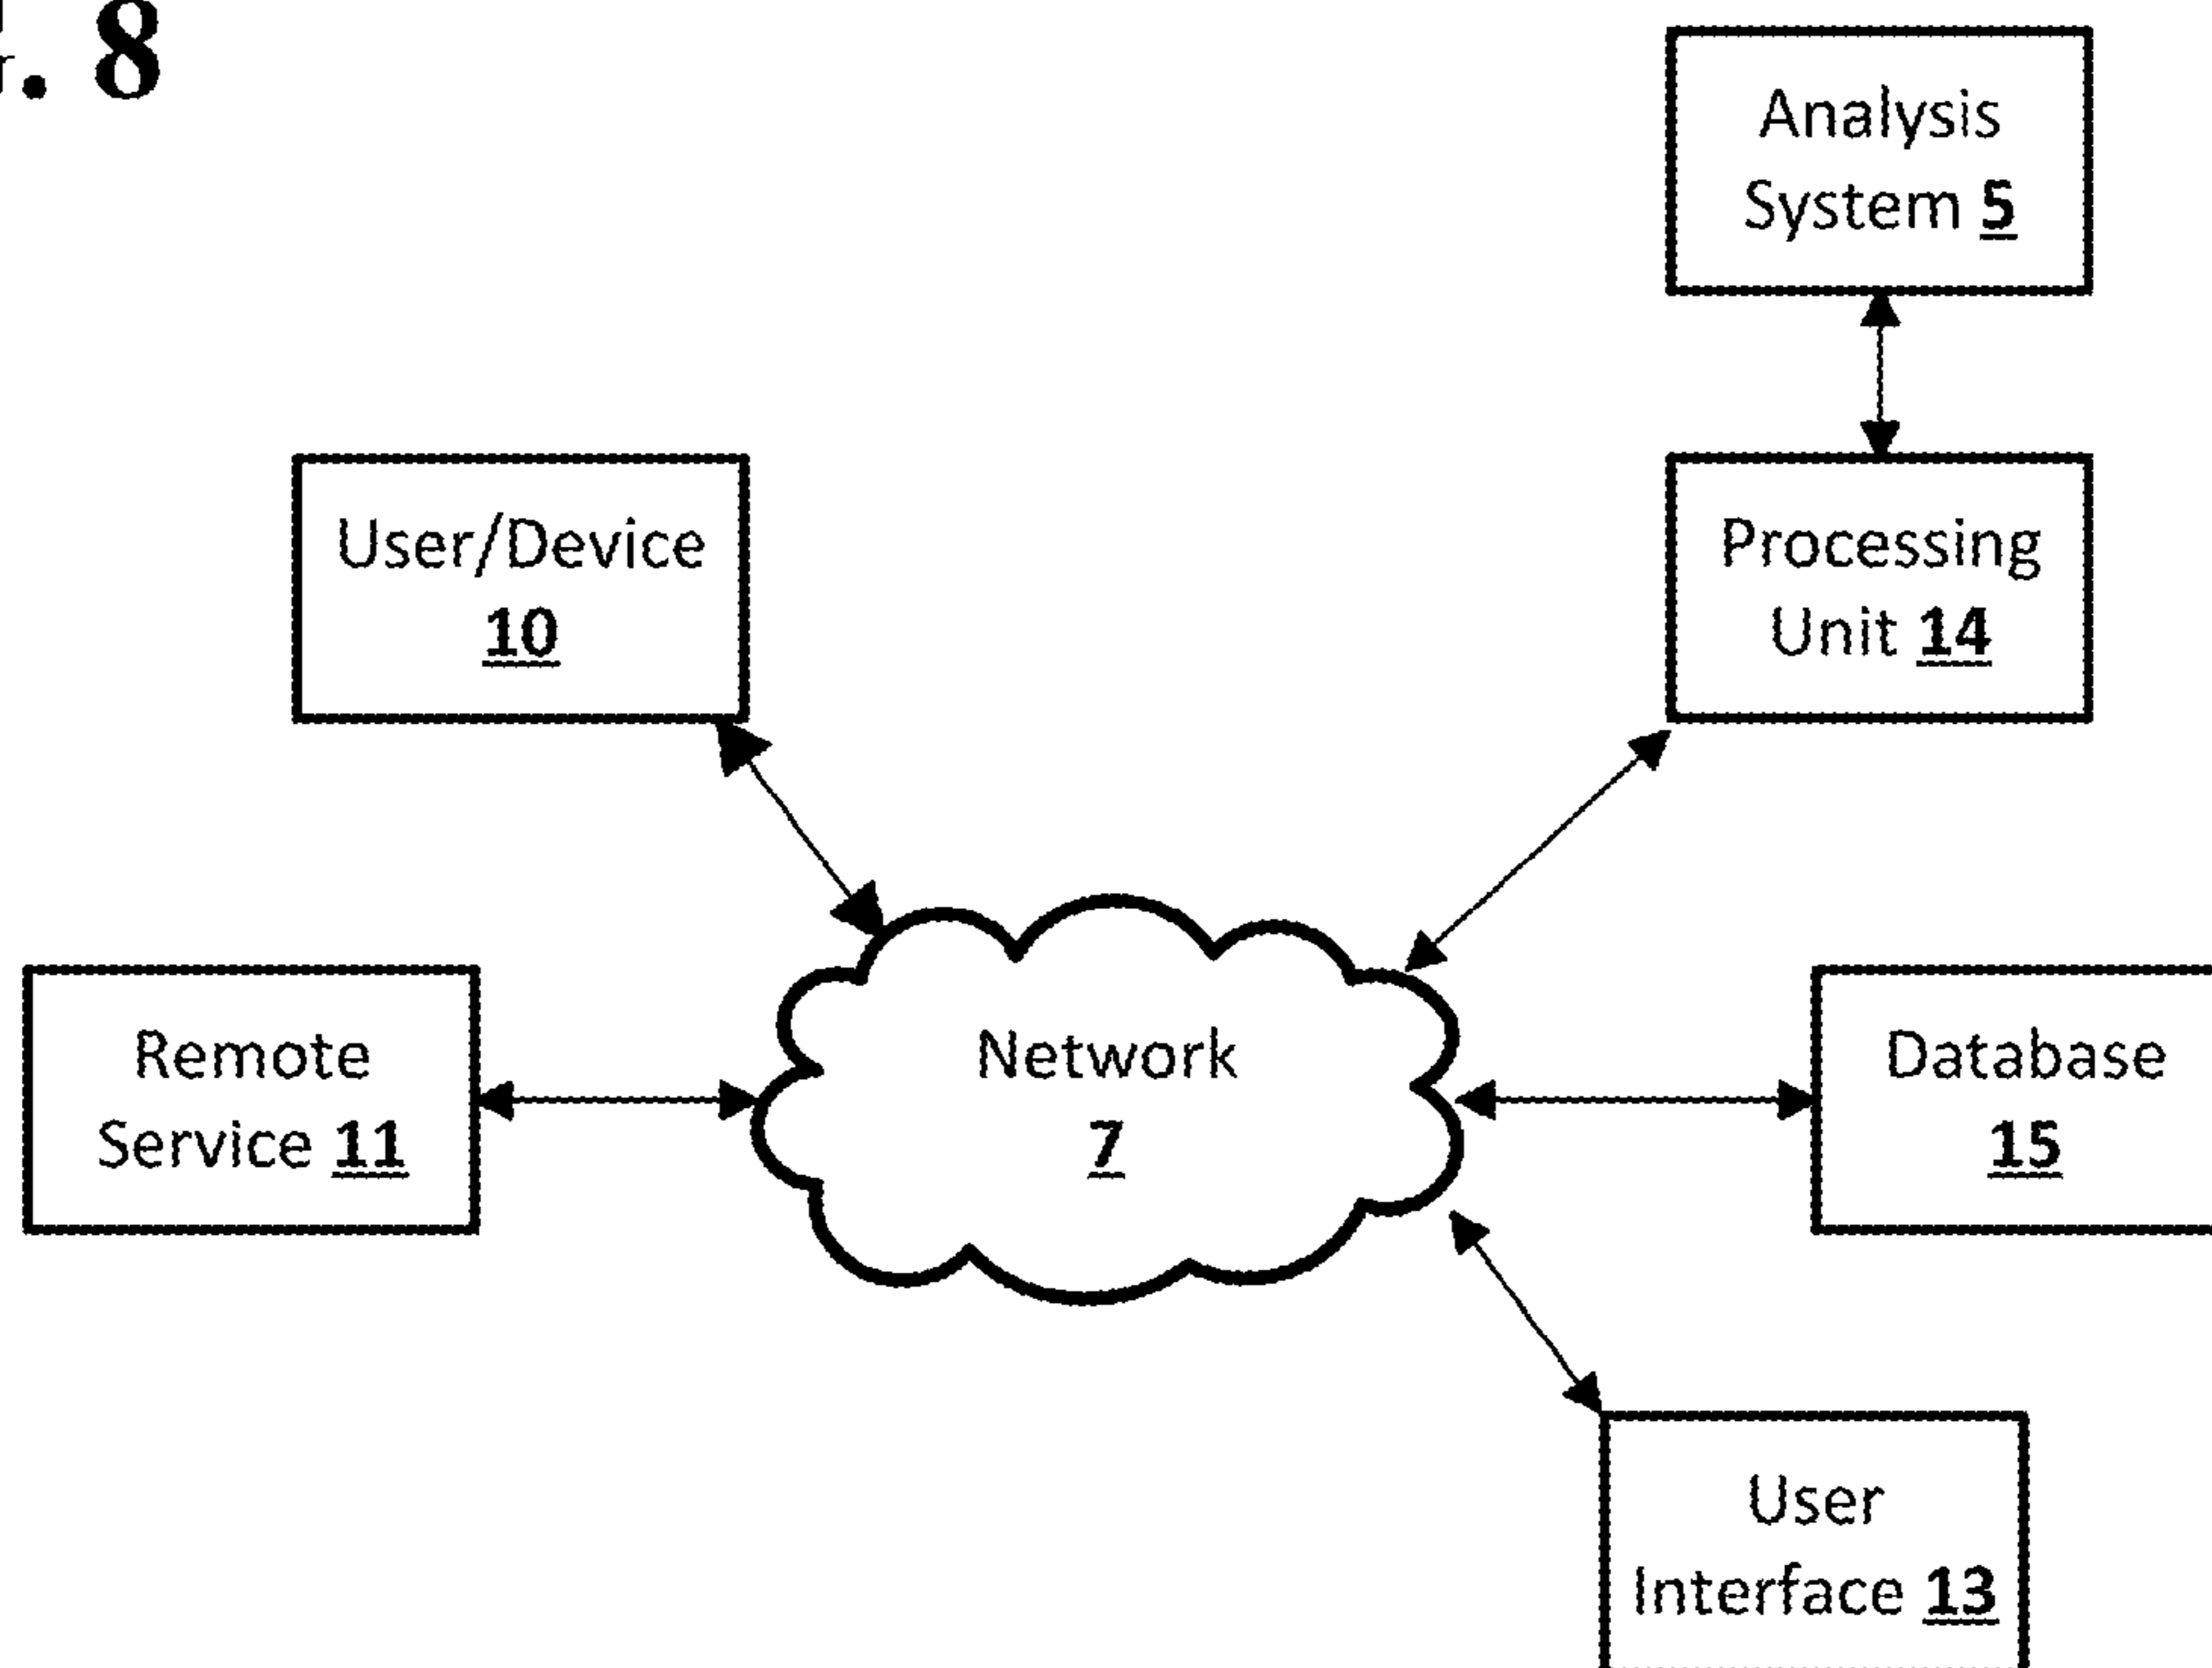 . 8
Analysis
System 5
User/Device
10
Processing
Unit 14
Remote
Service 11
Network
7
Database
15
User
Interface 13